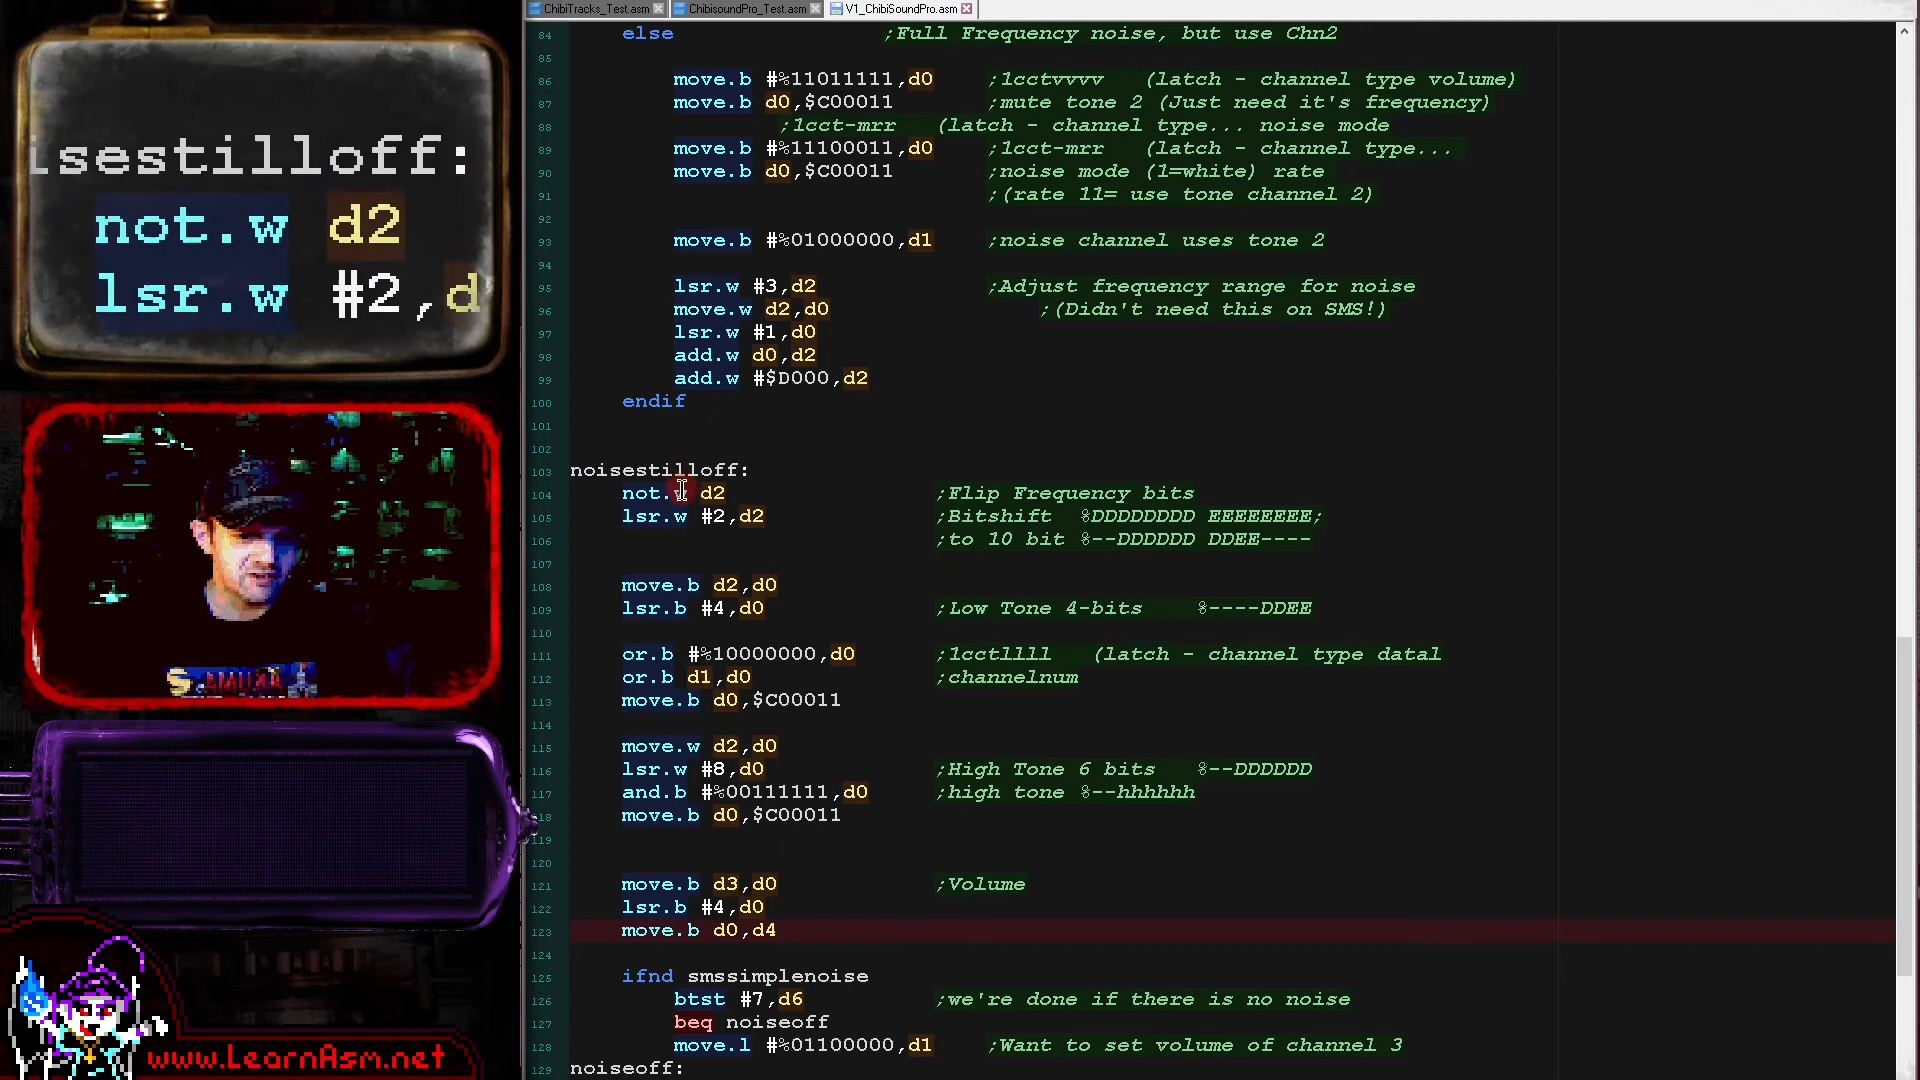 ChibiTracks_Test.asm ChibisoundPro_Test.asm V1_ChibiSoundPro.asm
isestilloff:
not.w d2
lsr.w #2,d
84 else ;Full Frequency noise, but use Chn2
85
86 move.b #%11011111,d0 ;1cctvvvv (latch - channel type volume)
87 move.b d0,$C00011 ;mute tone 2 (Just need it's frequency)
88 ;1cct-mrr (latch - channel type... noise mode
89 move.b #%11100011,d0 ;1cct-mrr (latch - channel type...
90 move.b d0,$C00011 ;noise mode (1=white) rate
91 ;(rate 11= use tone channel 2)
92
93 move.b #%01000000,d1 ;noise channel uses tone 2
94
95 lsr.w #3,d2 ;Adjust frequency range for noise
96 move.w d2,d0 ;(Didn't need this on SMS!)
97 lsr.w #1,d0
98 add.w d0,d2
99 add.w #$D000,d2
100 endif
101
102
103 noisestilloff:
104 not. d2 ;Flip Frequency bits
105 lsr.w #2,d2 ;Bitshift %DDDDDDDD EEEEEEEE;
106 ;to 10 bit %--DDDDDD DDEE----
107
108 move.b d2,d0
109 lsr.b #4,d0 ;Low Tone 4-bits %----DDEE
110
111 or.b #%10000000,d0 ;1cctllll (latch - channel type datal
112 or.b d1,d0 ;channelnum
113 move.b d0,$C00011
114
115 move.w d2,d0
116 lsr.w #8,d0 ;High Tone 6 bits %--DDDDDD
117 and.b #%00111111,d0 ;high tone %--hhhhhh
18 move.b d0,$C00011
119
120
121 move.b d3,d0 ;Volume
122 lsr.b #4,d0
123 move.b d0,d4
124
125 ifnd smssimplenoise
126 btst #7,d6 ;we're done if there is no noise
127 beq noiseoff
128 move.l #%01100000,d1 ;Want to set volume of channel 3
129 noiseoff:
www.LearnAsm.net